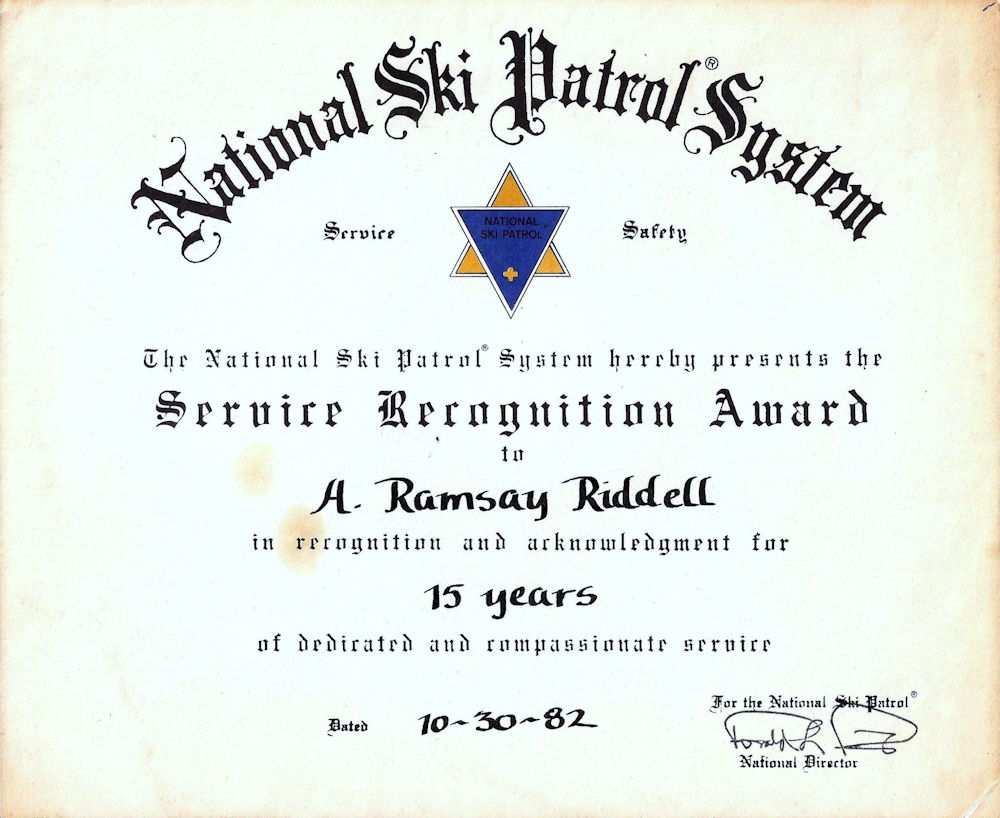 National Ski Patrol® System
Service
Safety
NATIONAL
SKI PATROL
The National Ski Patrol® System hereby presents the
Service Recognition Award
to
A. Ramsay Riddell
in recognition and acknowledgment for
15 years
of dedicated and compassionate service
Dated 10-30-82
For the National Ski Patrol®
National Director